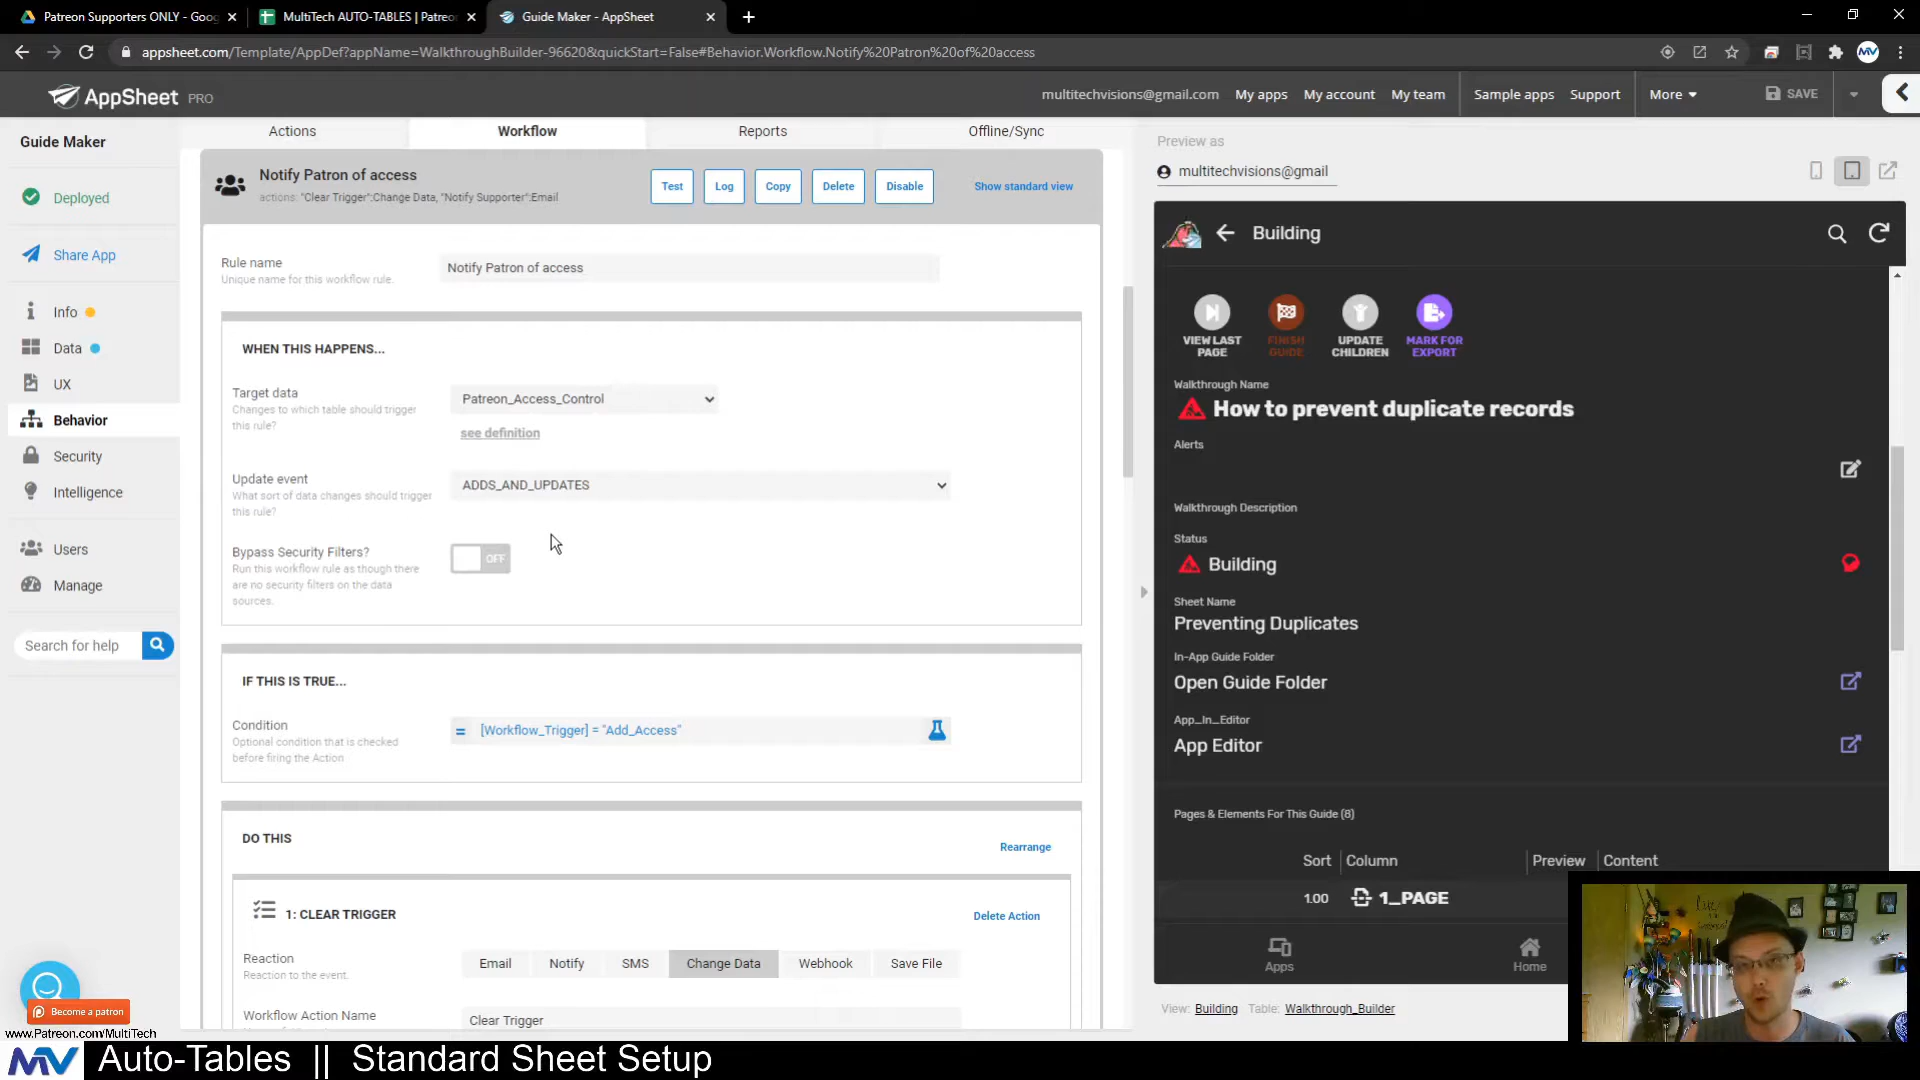 Patreon Supporters ONLY - Goog
MultiTech AUTO-TABLES | Patreo
Guide Maker - AppSheet
appsheet.com/Template/AppDef?appName=WalkthroughBuilder-96620&quickStart=False#Behavior.Workflow.Notify%20Patron%20of%20access
AppSheet PRO
multitechvisions@gmail.com
My apps
My account
My team
Sample apps
Support
More
SAVE
Guide Maker
Deployed
Share App
Info
Data
UX
Behavior
Security
Intelligence
Users
Manage
Search for help
Become a patron
www.Patreon.com/MultiTech
Actions
Workflow
Reports
Offline/Sync
Notify Patron of access
actions: "Clear Trigger":Change Data, "Notify Supporter":Email
Test
Log
Copy
Delete
Disable
Show standard view
Rule name
Unique name for this workflow rule.
Notify Patron of access
WHEN THIS HAPPENS...
Target data
Changes to which table should trigger
this rule?
Patreon_Access_Control
see definition
Update event
What sort of data changes should trigger
this rule?
ADDS_AND_UPDATES
Bypass Security Filters?
Run this workflow rule as though there
are no security filters on the data
sources.
OFF
IF THIS IS TRUE...
Condition
Optional condition that is checked
before firing the Action
= [Workflow_Trigger] = "Add_Access"
DO THIS
Rearrange
1: CLEAR TRIGGER
Delete Action
Reaction
Reaction to the event.
Email
Notify
SMS
Change Data
Webhook
Save File
Workflow Action Name
Clear Trigger
Preview as
multitechvisions@gmail
Building
VIEW LAST
PAGE
FINISH
GUIDE
UPDATE
CHILDREN
MARK FOR
EXPORT
Walkthrough Name
How to prevent duplicate records
Alerts
Walkthrough Description
Status
Building
Sheet Name
Preventing Duplicates
In-App Guide Folder
Open Guide Folder
App_In_Editor
App Editor
Pages & Elements For This Guide (8)
Sort
Column
Preview
Content
1.00
1_PAGE
Apps
Home
View: Building Table: Walkthrough_Builder
MV Auto-Tables || Standard Sheet Setup